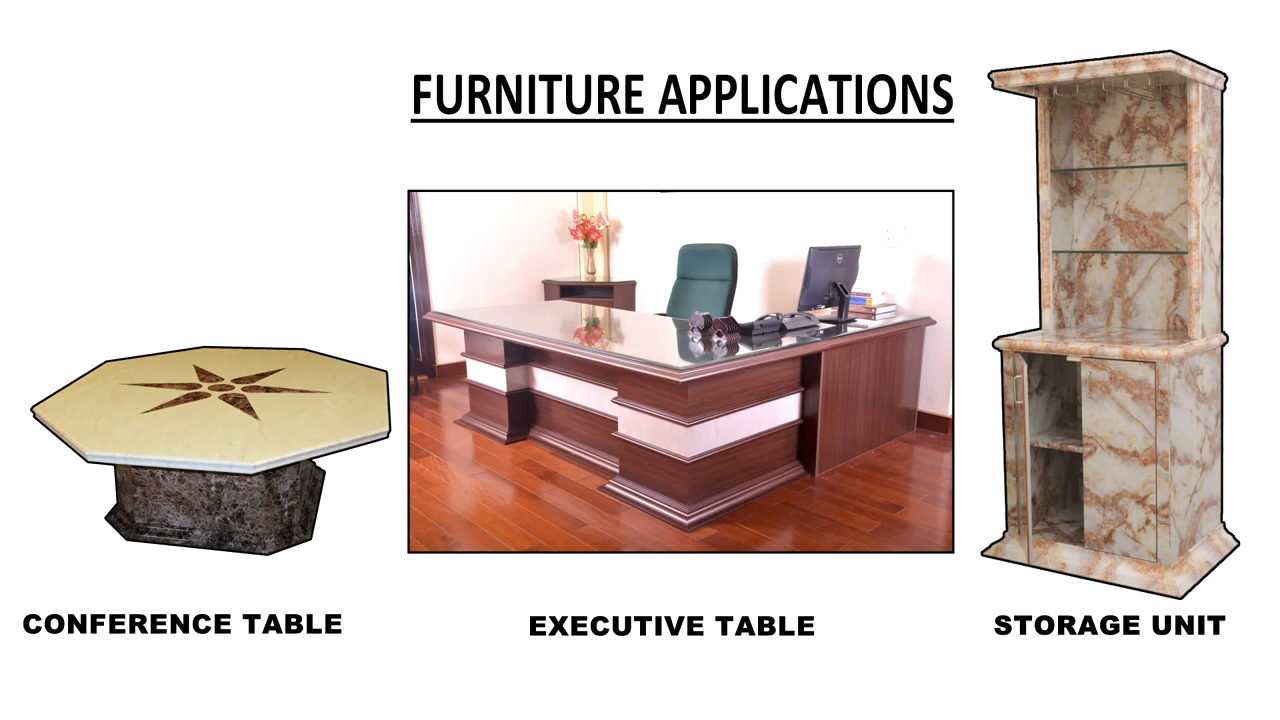 FURNITURE APPLICATIONS
CONFERENCE TABLE
EXECUTIVE TABLE
STORAGE UNIT